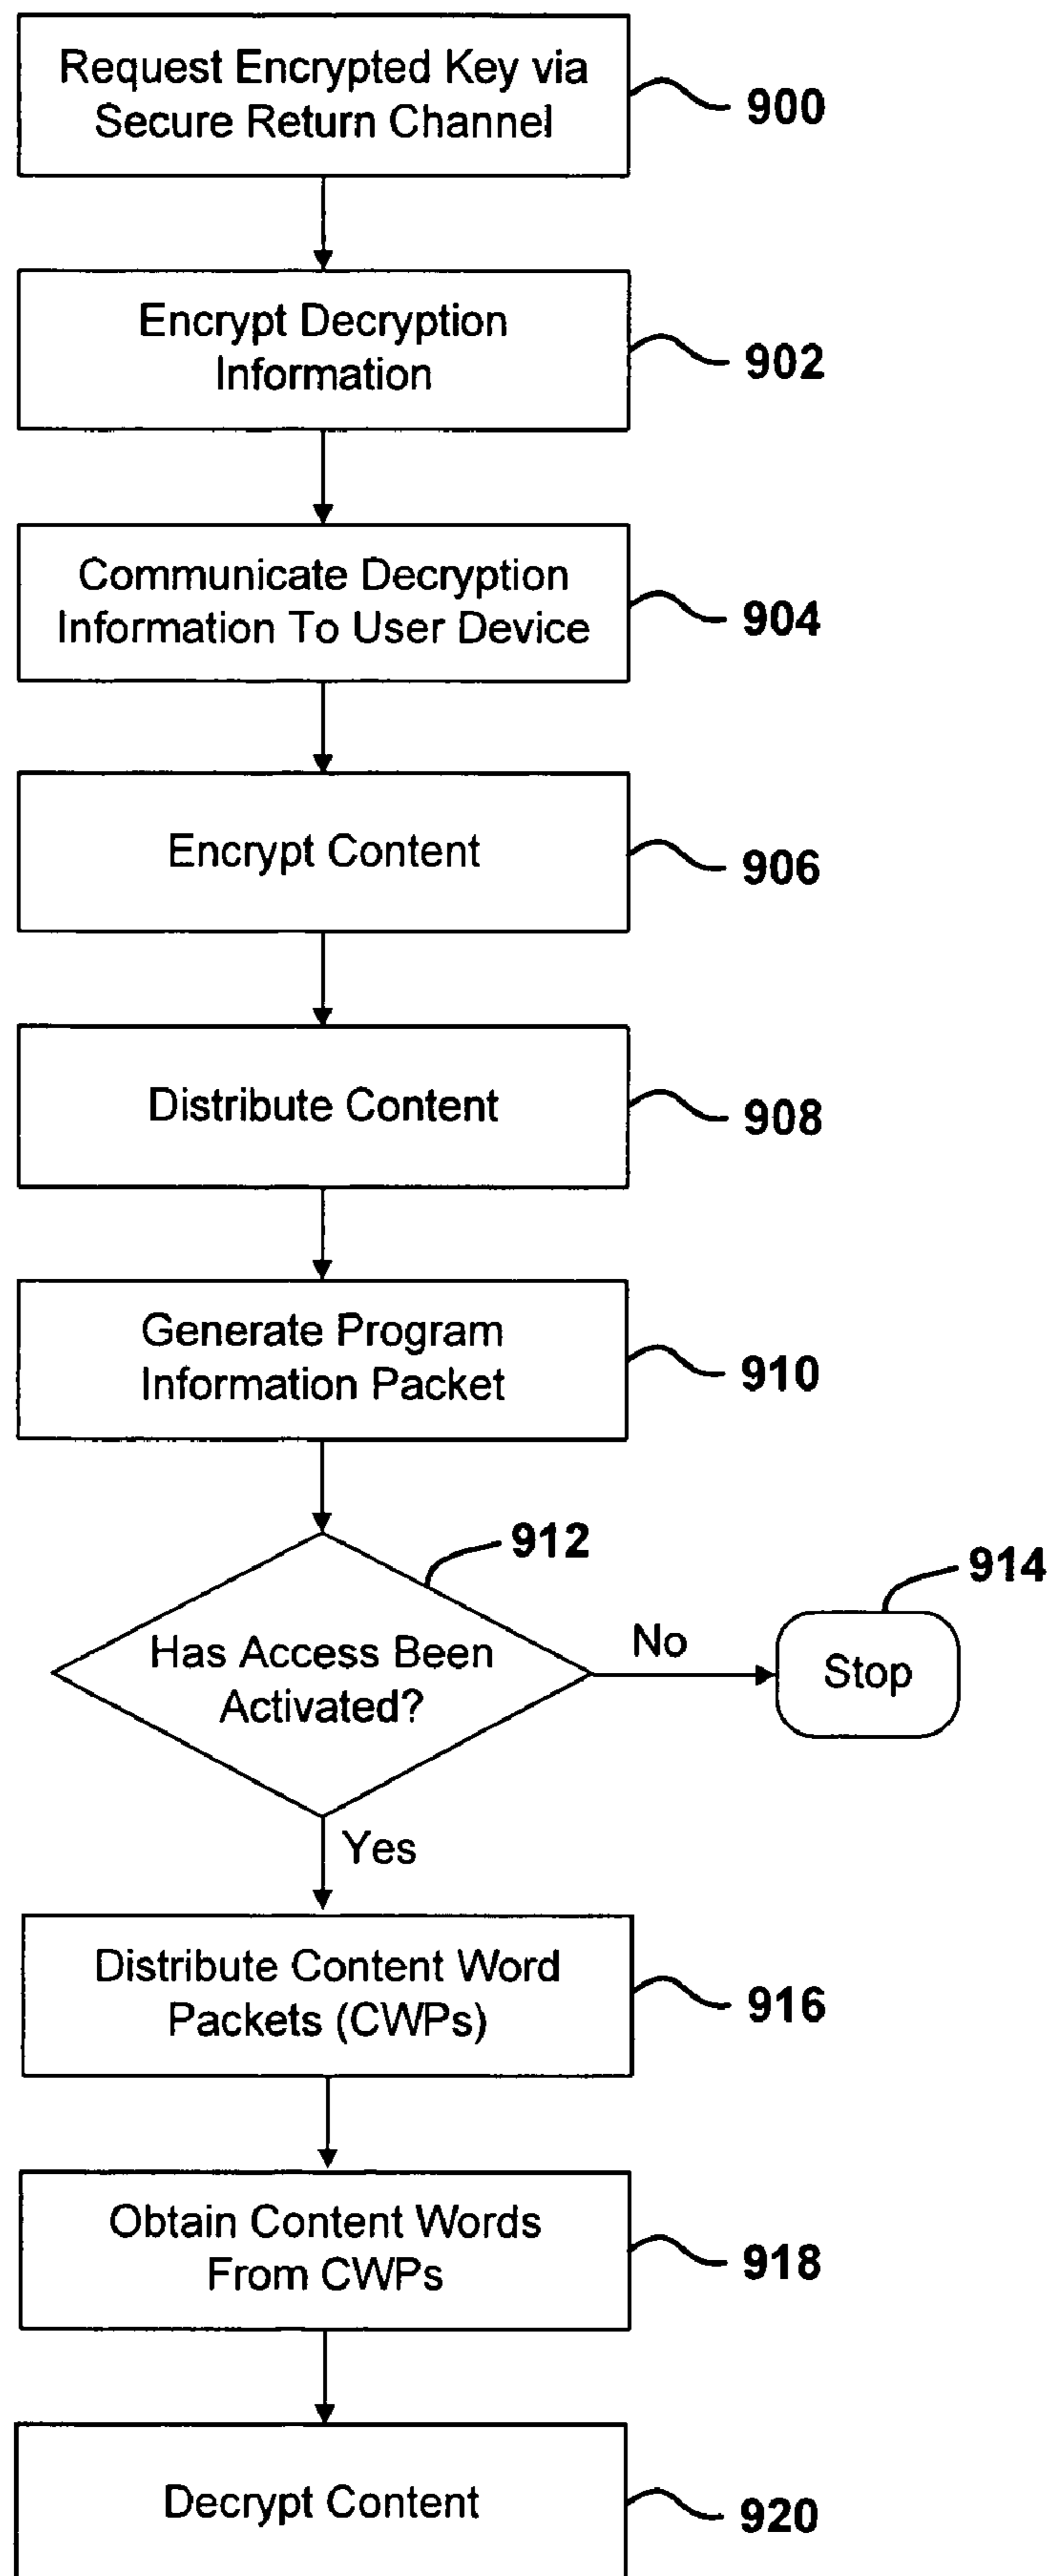 Request Encrypted Key via
Secure Return Channel
900
Encrypt Decryption
Information
902
Communicate Decryption
Information To User Device
904
Encrypt Content
906
Distribute Content
908
Generate Program
Information Packet
910
912
914
Has Access Been
Activated?
No
Stop
Yes
Distribute Content Word
Packets (CWPs)
916
Obtain Content Words
From CWPs
918
Decrypt Content
920